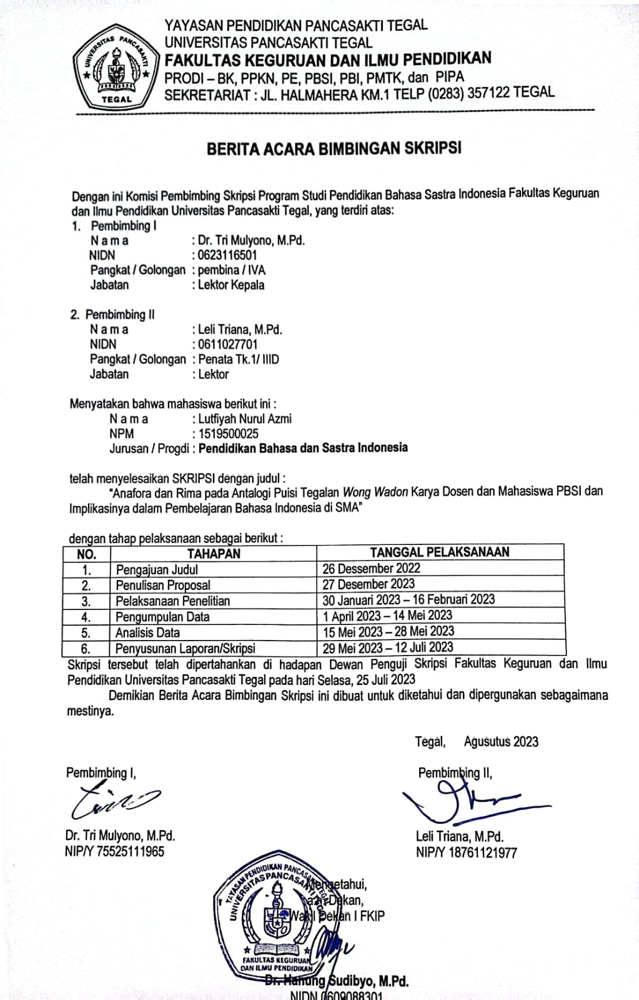 UNIVERSITAS PANCASAKTI
TEGAL
YAYASAN PENDIDIKAN PANCASAKTI TEGAL
UNIVERSITAS PANCASAKTI TEGAL
FAKULTAS KEGURUAN DAN ILMU PENDIDIKAN
PRODI – BK, PPKN, PE, PBSI, PBI, PMTK, dan PIPA
SEKRETARIAT : JL. HALMAHERA KM.1 TELP (0283) 357122 TEGAL
BERITA ACARA BIMBINGAN SKRIPSI
Dengan ini Komisi Pembimbing Skripsi Program Studi Pendidikan Bahasa Sastra Indonesia Fakultas Keguruan
dan Ilmu Pendidikan Universitas Pancasakti Tegal, yang terdiri atas:
1. Pembimbing I
N a m a : Dr. Tri Mulyono, M.Pd.
NIDN : 0623116501
Pangkat / Golongan : pembina / IVA
Jabatan : Lektor Kepala
2. Pembimbing II
N a m a : Leli Triana, M.Pd.
NIDN : 0611027701
Pangkat / Golongan : Penata Tk.1/ IIID
Jabatan : Lektor
Menyatakan bahwa mahasiswa berikut ini :
N a m a : Lutfiyah Nurul Azmi
NPM : 1519500025
Jurusan / Progdi : Pendidikan Bahasa dan Sastra Indonesia
telah menyelesaikan SKRIPSI dengan judul :
"Anafora dan Rima pada Antalogi Puisi Tegalan Wong Wadon Karya Dosen dan Mahasiswa PBSI dan
Implikasinya dalam Pembelajaran Bahasa Indonesia di SMA"
dengan tahap pelaksanaan sebagai berikut :
NO. TAHAPAN TANGGAL PELAKSANAAN
1. Pengajuan Judul 26 Dessember 2022
2. Penulisan Proposal 27 Desember 2023
3. Pelaksanaan Penelitian 30 Januari 2023 – 16 Februari 2023
4. Pengumpulan Data 1 April 2023 – 14 Mei 2023
5. Analisis Data 15 Mei 2023 – 28 Mei 2023
6. Penyusunan Laporan/Skripsi 29 Mei 2023 – 12 Juli 2023
Skripsi tersebut telah dipertahankan di hadapan Dewan Penguji Skripsi Fakultas Keguruan dan Ilmu
Pendidikan Universitas Pancasakti Tegal pada hari Selasa, 25 Juli 2023
Demikian Berita Acara Bimbingan Skripsi ini dibuat untuk diketahui dan dipergunakan sebagaimana
mestinya.
Tegal, Agusutus 2023
Pembimbing I, Pembimbing II,
Dr. Tri Mulyono, M.Pd. Leli Triana, M.Pd.
NIP/Y 75525111965 NIP/Y 18761121977
YAYASAN PENDIDIKAN PANCASAKTI TEGAL
UNIVERSITAS PANCASAKTI TEGAL
FAKULTAS KEGURUAN
DAN ILMU PENDIDIKAN
Mengetahui,
Dekan,
Wakil Dekan I FKIP
Dr. Hanung Sudibyo, M.Pd.
NIDN 0609088301